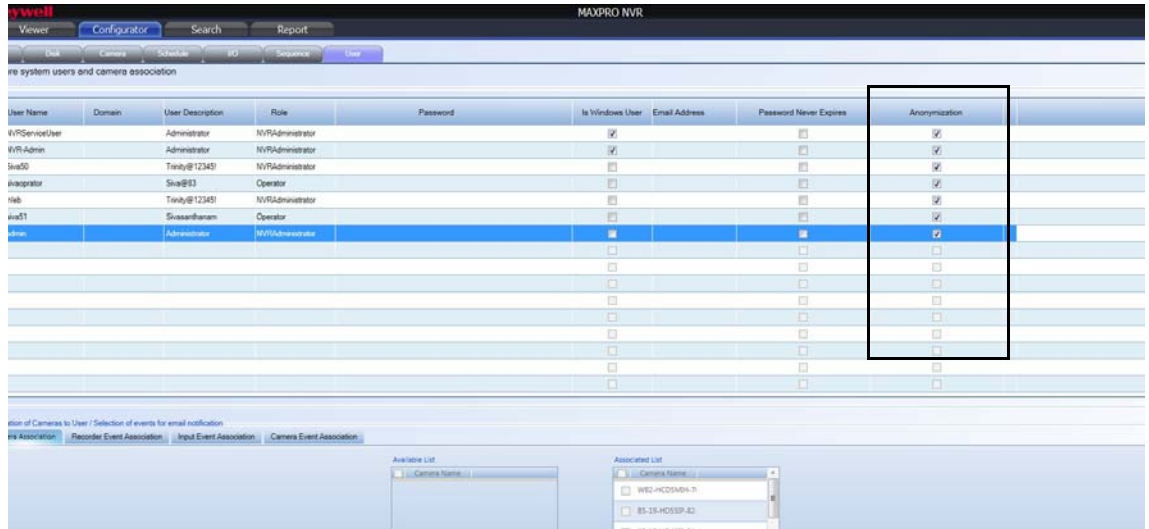 ywell MAXPRO NVR
Viewer Configurator Search Report
Disk Camera Schedule I/O Sequence User
re system users and camera association
User Name Domain User Description Role Password Is Windows User Email Address Password Never Expires Anonymization
NVRServiceUser Administrator NVRAdministrator
NVR-Admin Administrator NVRAdministrator
Siva50 Trinity@12345! NVRAdministrator
sivaoprator Siva@83 Operator
Trinity@12345! NVRAdministrator
siva51 Sivasanthanam Operator
admin Administrator NVRAdministrator
ation of Cameras to User / Selection of events for email notification
era Association Recorder Event Association Input Event Association Camera Event Association
Available List Associated List
Camera Name Camera Name